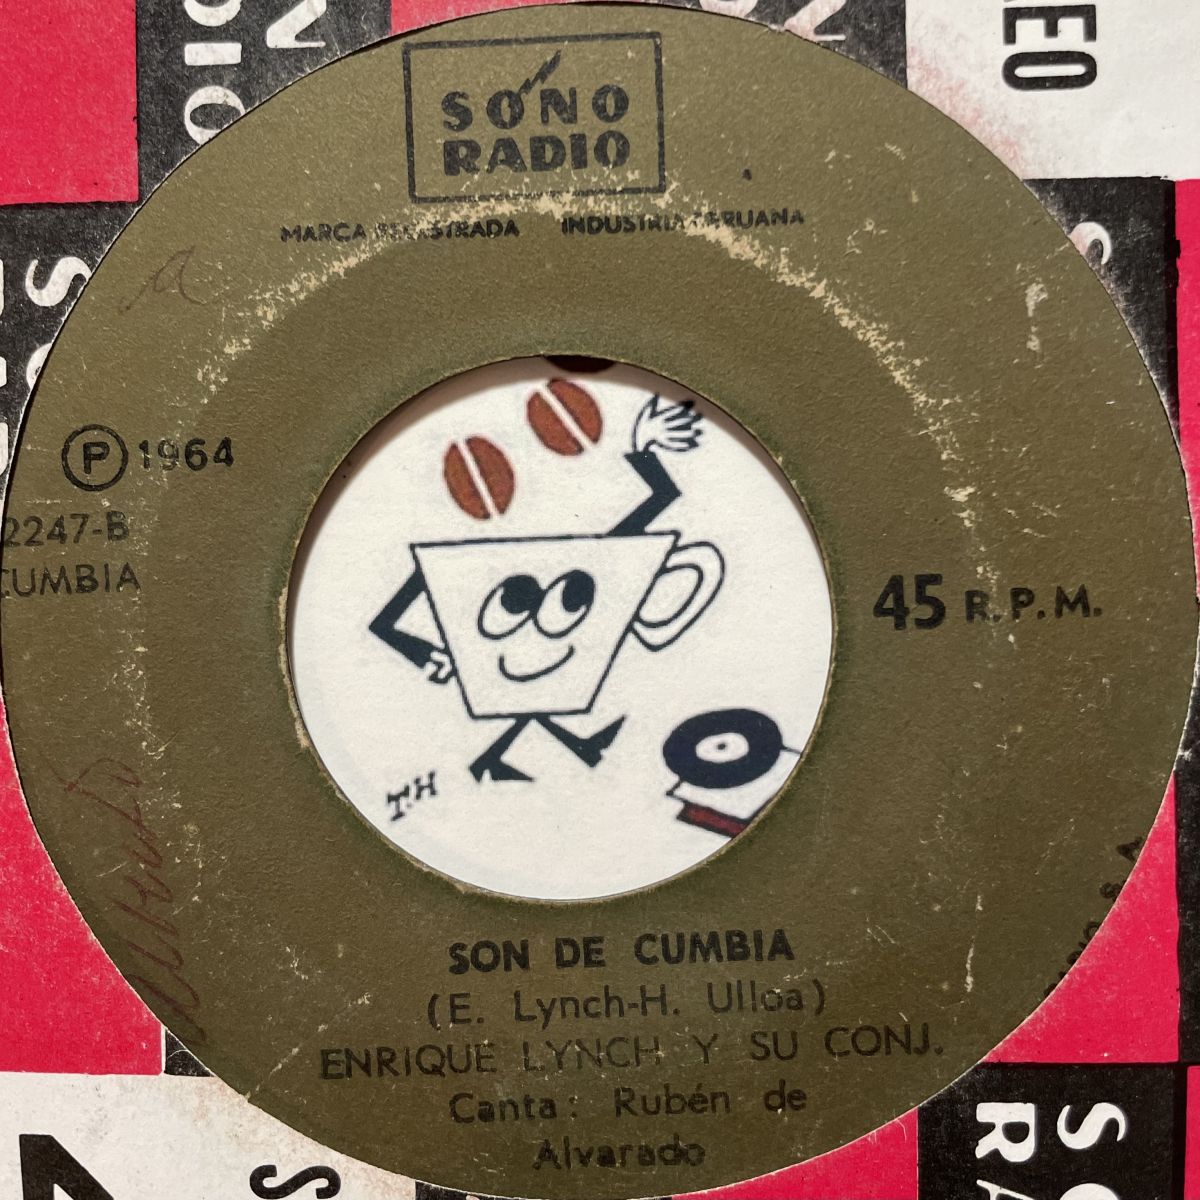 SONO
RADIO
MARCA REGISTRADA INDUSTRIA PERUANA
℗ 1964
2247-B
CUMBIA
45 R.P.M.
T.H
SON DE CUMBIA
(E. Lynch-H. Ulloa)
ENRIQUE LYNCH Y SU CONJ.
Canta: Rubén de
Alvarado